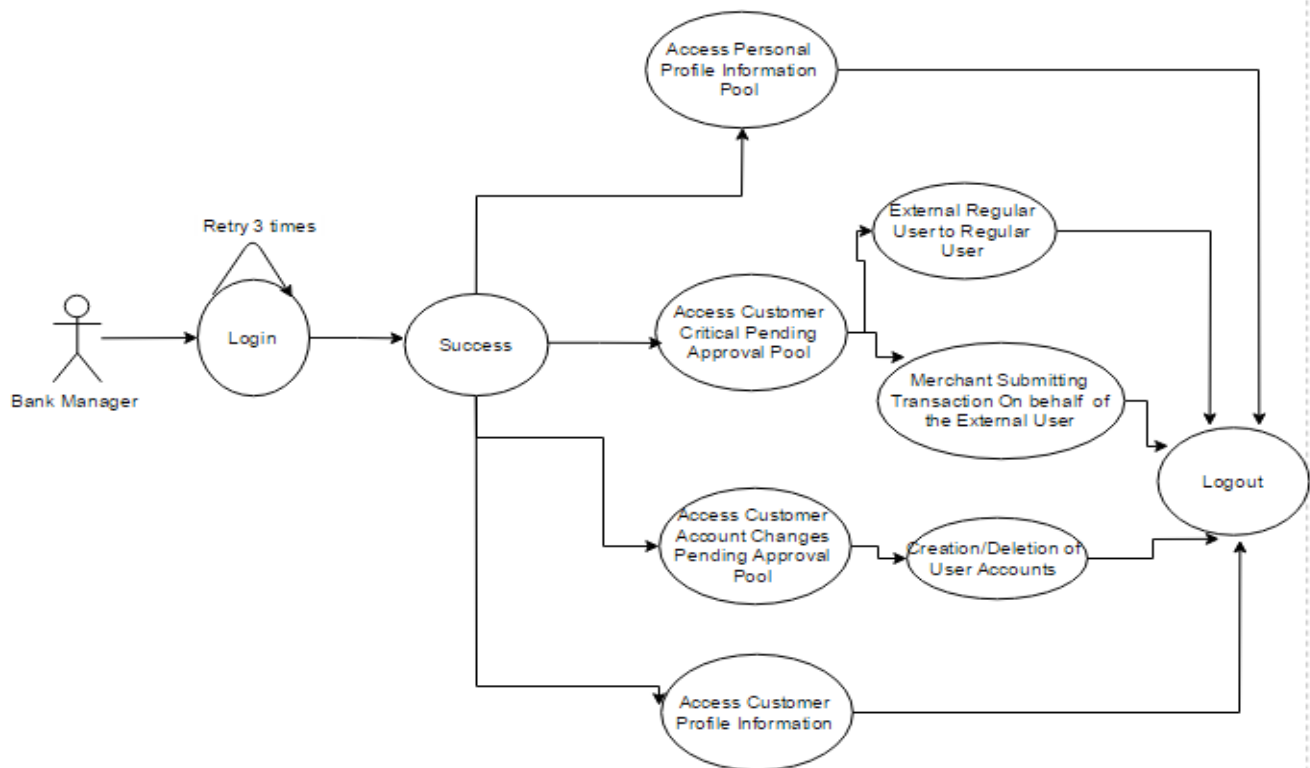 Access Personal
Profile Information
Pool
Retry 3 times
External Regular
User to Regular
User
Login
Success
Access Customer
Critical Pending
Approval Pool
Bank Manager
Merchant Submitting
Transaction On behalf of
the External User
Logout
Access Customer
Account Changes
Pending Approval
Pool
Creation/Deletion of
User Accounts
Access Customer
Profile Information